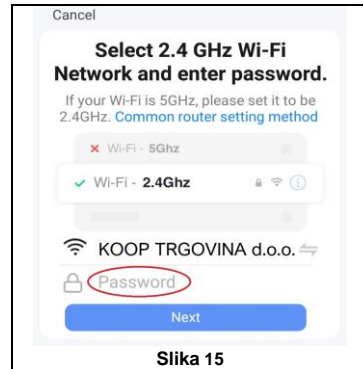 Cancel
Select 2.4 GHz Wi-Fi
Network and enter password.
If your Wi-Fi is 5GHz, please set it to be
2.4GHz. Common router setting method
Wi-Fi - 5Ghz
Wi-Fi - 2.4Ghz
KOOP TRGOVINA d.o.o.
Password
Next
Slika 15